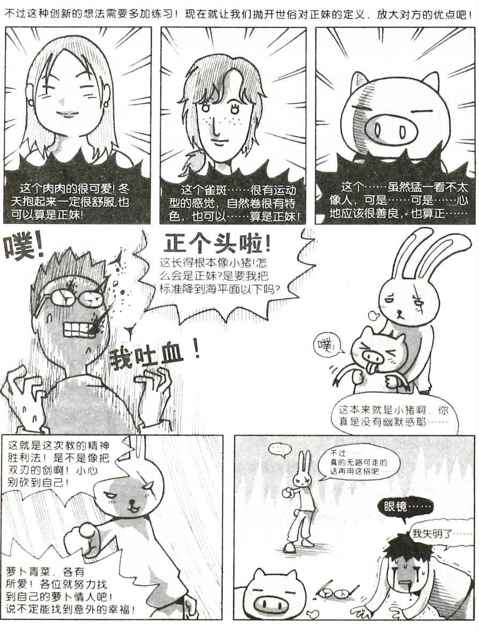 不过这种创新的想法需要多加练习！现在就让我们抛开世俗对正妹的定义、放大对方的优点吧！
这个肉肉的很可爱！冬
天抱起来一定很舒服，也
可以算是正妹！
这个雀斑……很有运动
型的感觉，自然卷很有特
色，也可以……算是正妹！
这个……虽然猛一看不太
像人，可是……可是……心
地应该很善良，也算正……
噗！
正个头啦！
这长得根本像小猪！怎
么会是正妹？是要我把
标准降到海平面以下吗？
我吐血！
噗！
这本来就是小猪啊，你
真是没有幽默感耶……
这就是这次教的精神
胜利法！是不是像把
双刃的剑啊！小心
别砍到自己！
萝卜青菜，各有
所爱！各位就努力找
到自己的萝卜情人吧！
说不定能找到意外的幸福！
不过
真的无路可走的
话再用这招吧
眼镜……
我失明了……